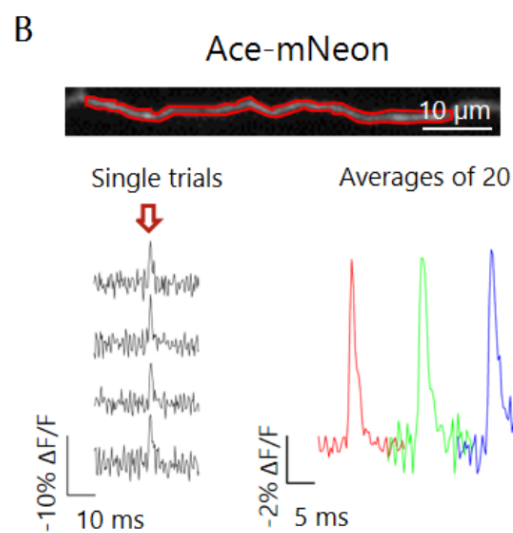 B
Ace-mNeon
10 μm
Single trials
Averages of 20
-10% ΔF/F
10 ms
-2% ΔF/F
5 ms